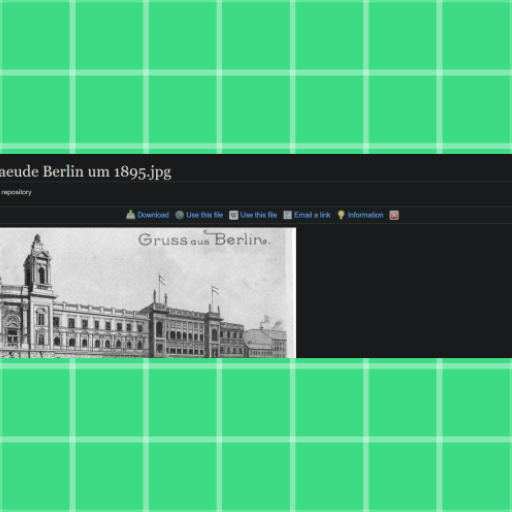 aeude Berlin um 1895.jpg
repository
Download Use this file Use this file Email a link Information
Gruss aus Berlin.